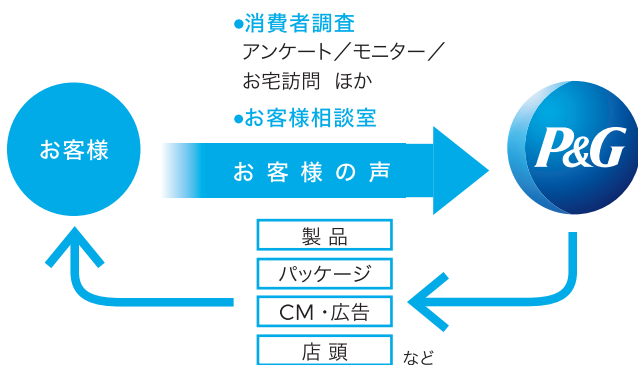 ●消費者調査
アンケート／モニター／
お宅訪問 ほか
●お客様相談室
お客様
お客様の声
P&G
製品
パッケージ
CM・広告
店頭
など